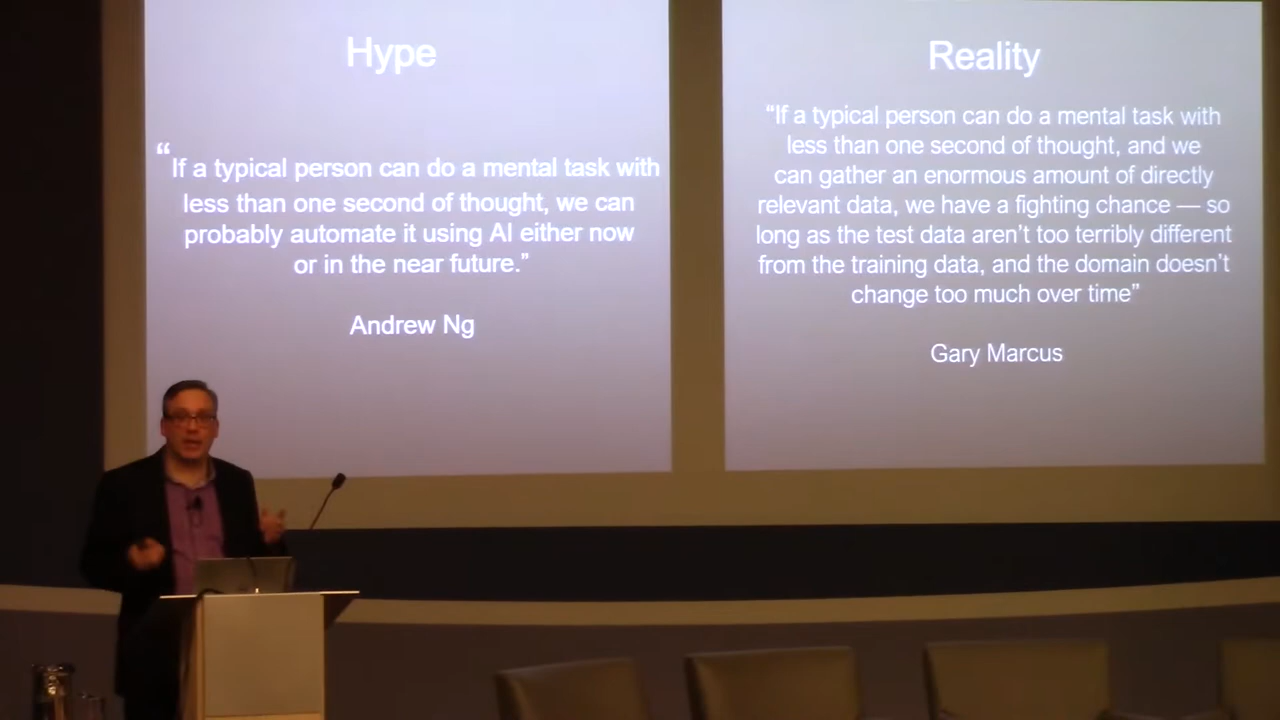 Hype
“If a typical person can do a mental task with
less than one second of thought, we can
probably automate it using AI either now
or in the near future.”
Andrew Ng
Reality
“If a typical person can do a mental task with
less than one second of thought, and we
can gather an enormous amount of directly
relevant data, we have a fighting chance — so
long as the test data aren’t too terribly different
from the training data, and the domain doesn’t
change too much over time”
Gary Marcus